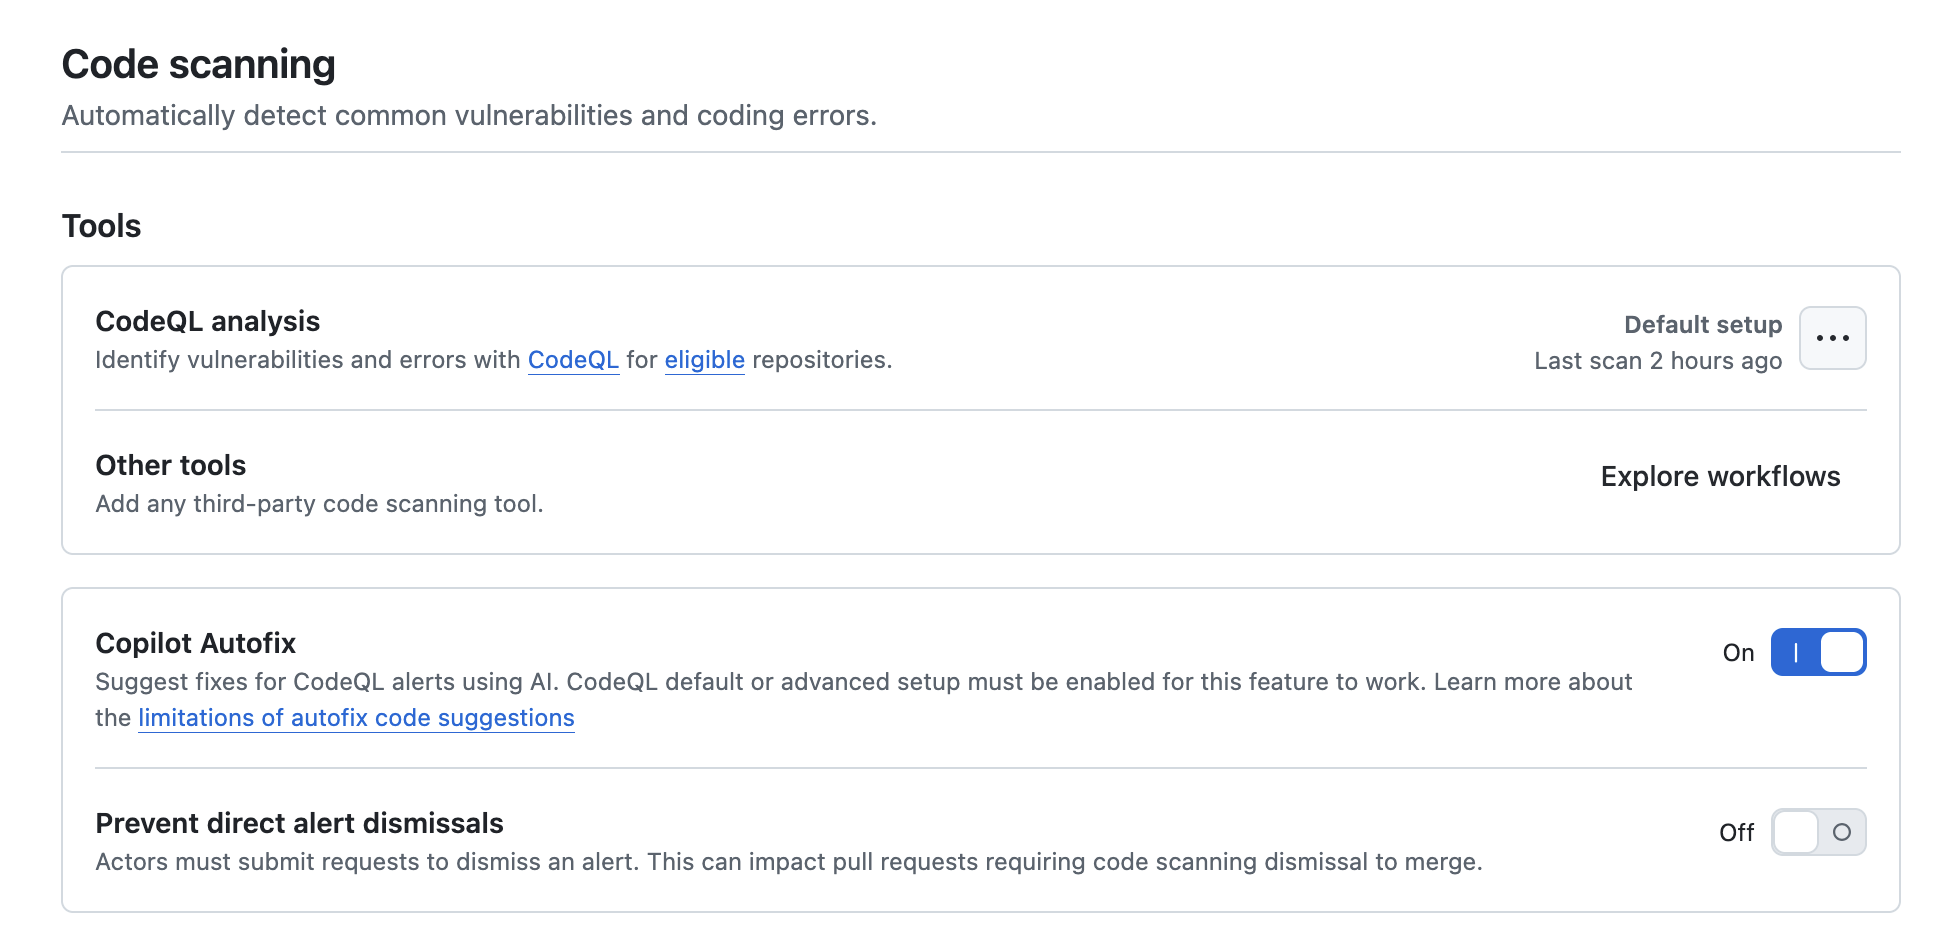 Code scanning
Automatically detect common vulnerabilities and coding errors.
Tools
CodeQL analysis
Identify vulnerabilities and errors with CodeQL for eligible repositories.
Default setup
Last scan 2 hours ago
Other tools
Add any third-party code scanning tool.
Explore workflows
Copilot Autofix
Suggest fixes for CodeQL alerts using AI. CodeQL default or advanced setup must be enabled for this feature to work. Learn more about
the limitations of autofix code suggestions
On
Prevent direct alert dismissals
Actors must submit requests to dismiss an alert. This can impact pull requests requiring code scanning dismissal to merge.
Off